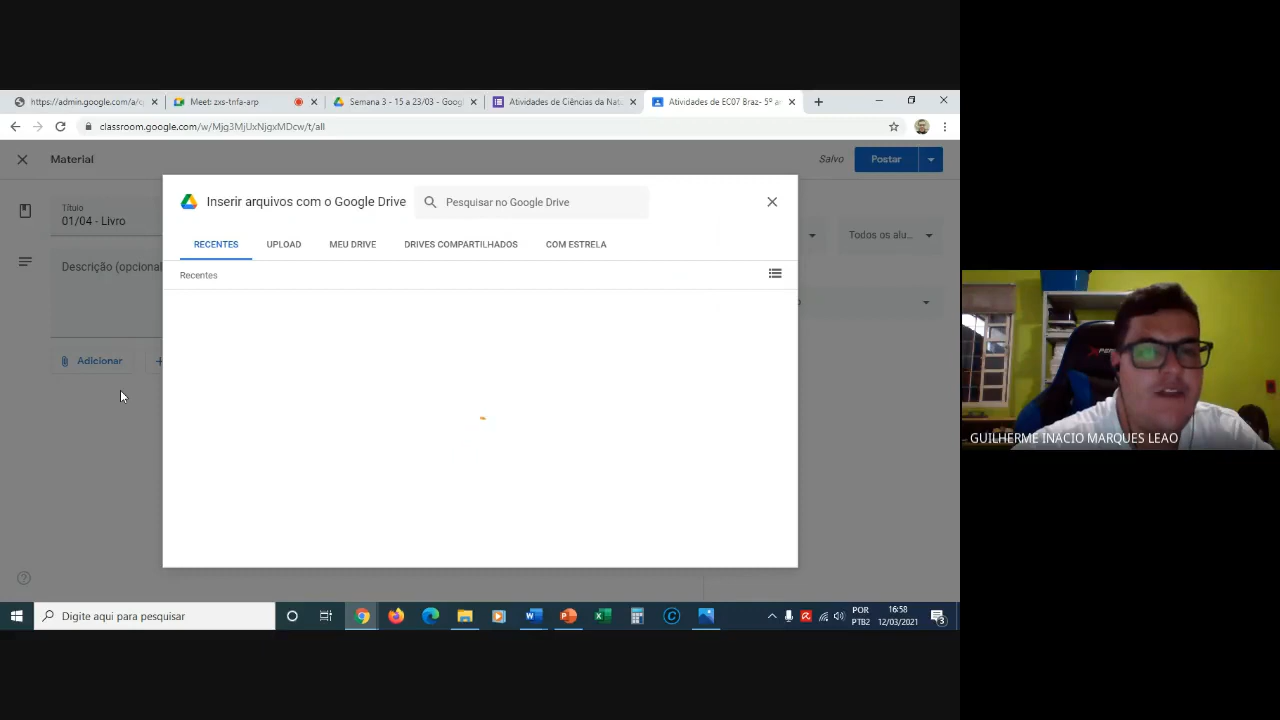 https://admin.google.com/a/cp
Meet: zxs-tnfa-arp
Semana 3 - 15 a 23/03 - Goog
Atividades de Ciências da Nat
Atividades de EC07 Braz- 5º an
classroom.google.com/w/Mjg3MjUxNjgxMDcw/t/all
Material
Salvo
Postar
Título
01/04 - Livro
Descrição (opcional
Adicionar
Todos os alu...
Inserir arquivos com o Google Drive
Pesquisar no Google Drive
RECENTES UPLOAD MEU DRIVE DRIVES COMPARTILHADOS COM ESTRELA
Recentes
GUILHERME INACIO MARQUES LEAO
Digite aqui para pesquisar
POR
PTB2
16:58
12/03/2021
3